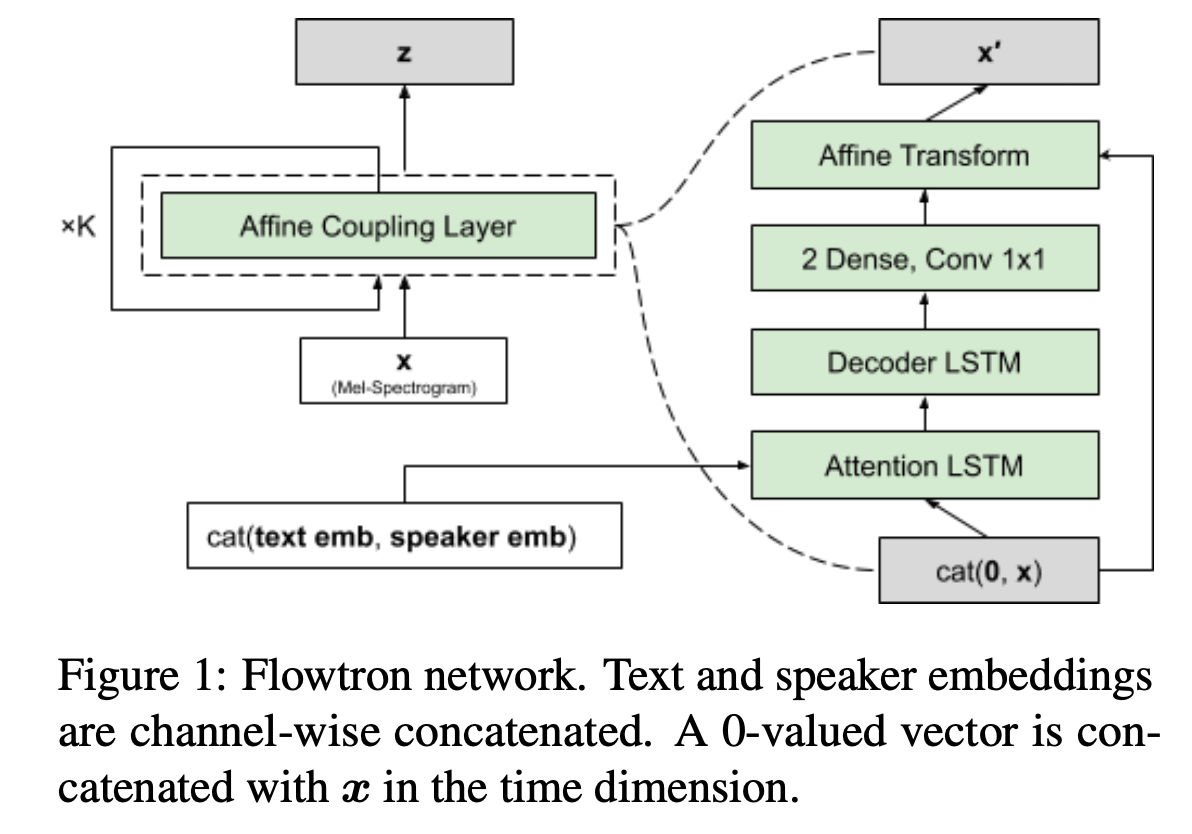 z
x′
Affine Transform
×K
Affine Coupling Layer
2 Dense, Conv 1x1
x
(Mel-Spectrogram)
Decoder LSTM
Attention LSTM
cat(text emb, speaker emb)
cat(0, x)
Figure 1: Flowtron network. Text and speaker embeddings
are channel-wise concatenated. A 0-valued vector is con-
catenated with x in the time dimension.